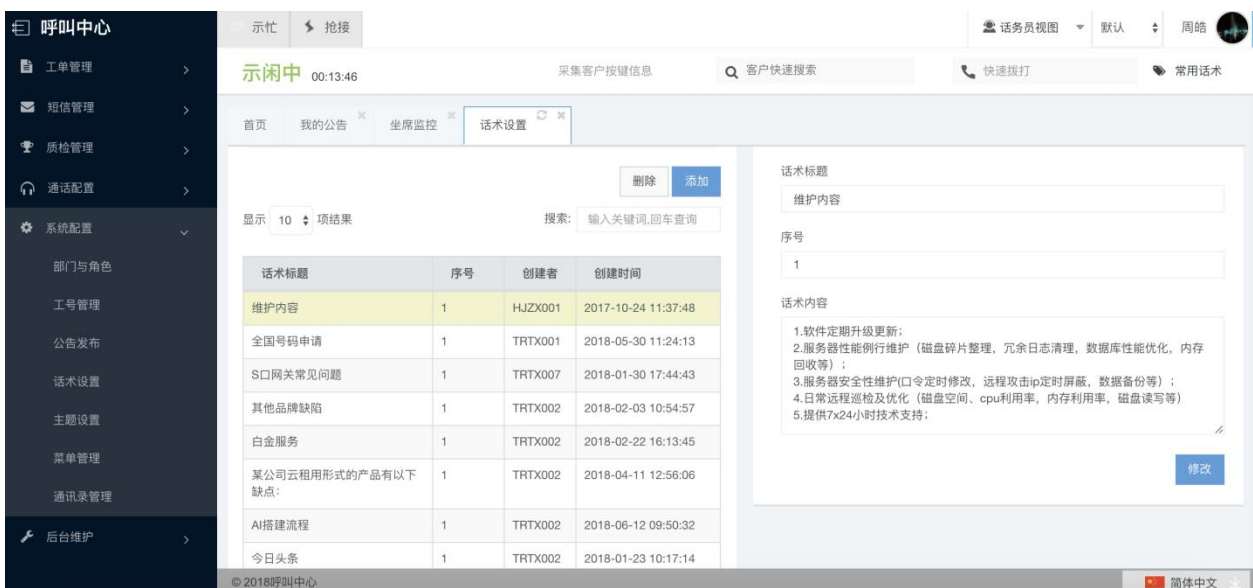 呼叫中心
示忙
抢接
话务员视图
默认
周皓
工单管理
短信管理
质检管理
通话配置
系统配置
部门与角色
工号管理
公告发布
话术设置
主题设置
菜单管理
通讯录管理
后台维护
示闲中 00:13:46
采集客户按键信息
客户快速搜索
快速拨打
常用话术
首页
我的公告
坐席监控
话术设置
删除
添加
显示 10 项结果
搜索: 输入关键词,回车查询
话术标题 序号 创建者 创建时间
维护内容 1 HJZX001 2017-10-24 11:37:48
全国号码申请 1 TRTX001 2018-05-30 11:24:13
S口网关常见问题 1 TRTX007 2018-01-30 17:44:43
其他品牌缺陷 1 TRTX002 2018-02-03 10:54:57
白金服务 1 TRTX002 2018-02-22 16:13:45
某公司云租用形式的产品有以下 1 TRTX002 2018-04-11 12:56:06
缺点:
AI搭建流程 1 TRTX002 2018-06-12 09:50:32
今日头条 1 TRTX002 2018-01-23 10:17:14
话术标题
维护内容
序号
1
话术内容
1.软件定期升级更新;
2.服务器性能例行维护（磁盘碎片整理，冗余日志清理，数据库性能优化，内存
回收等）;
3.服务器安全性维护(口令定时修改，远程攻击ip定时屏蔽，数据备份等）;
4.日常远程巡检及优化（磁盘空间、cpu利用率，内存利用率，磁盘读写等）
5.提供7x24小时技术支持;
修改
© 2018呼叫中心
简体中文